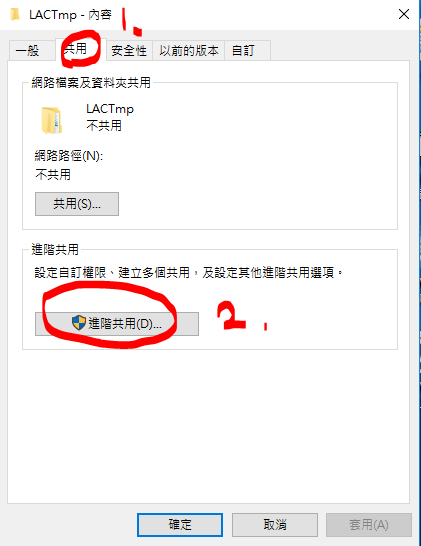 LACTmp - 內容
1.
一般
共用
安全性
以前的版本
自訂
網路檔案及資料夾共用
LACTmp
不共用
網路路徑(N):
不共用
共用(S)...
進階共用
設定自訂權限、建立多個共用，及設定其他進階共用選項。
進階共用(D)...
2.
確定
取消
套用(A)